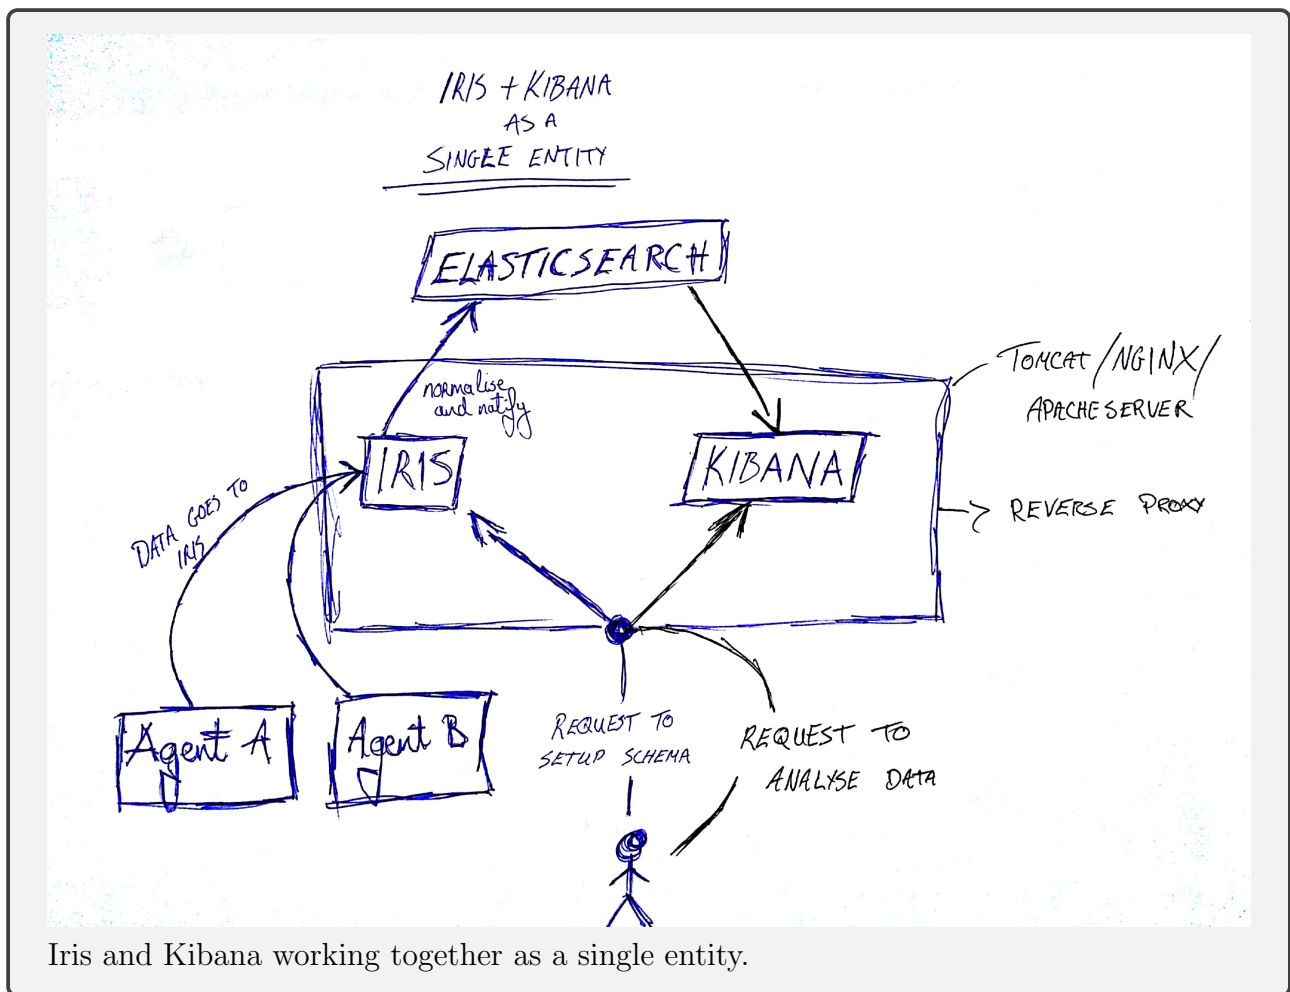 IRIS + KIBANA
AS A
SINGLE ENTITY
ELASTICSEARCH
normalise
and notify
TOMCAT/NGINX/
APACHE SERVER
IRIS
KIBANA
DATA GOES TO
IRIS
REVERSE PROXY
Agent A
Agent B
REQUEST TO
SETUP SCHEMA
REQUEST TO
ANALYSE DATA
Iris and Kibana working together as a single entity.